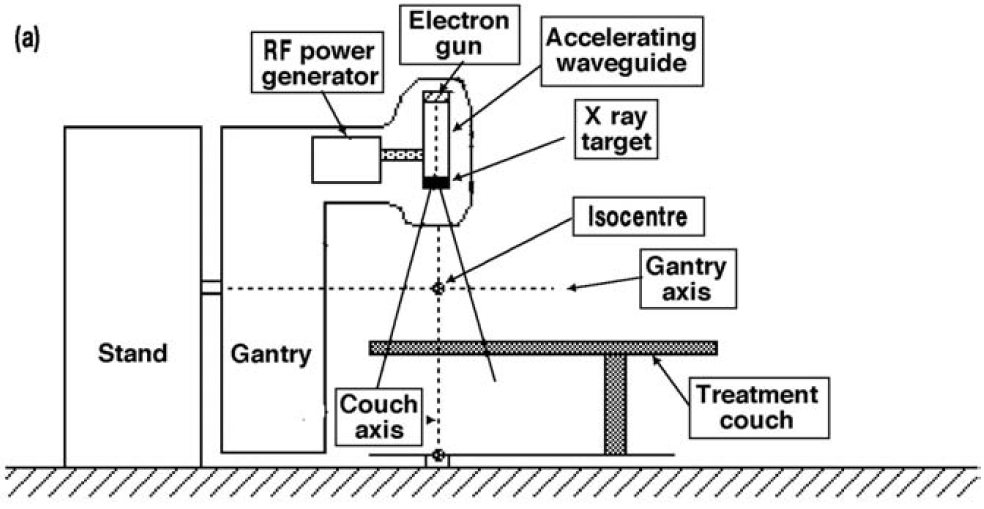 (a)
RF power
generator
Electron
gun
Accelerating
waveguide
X ray
target
Isocentre
Gantry
axis
Stand
Gantry
Couch
axis
Treatment
couch